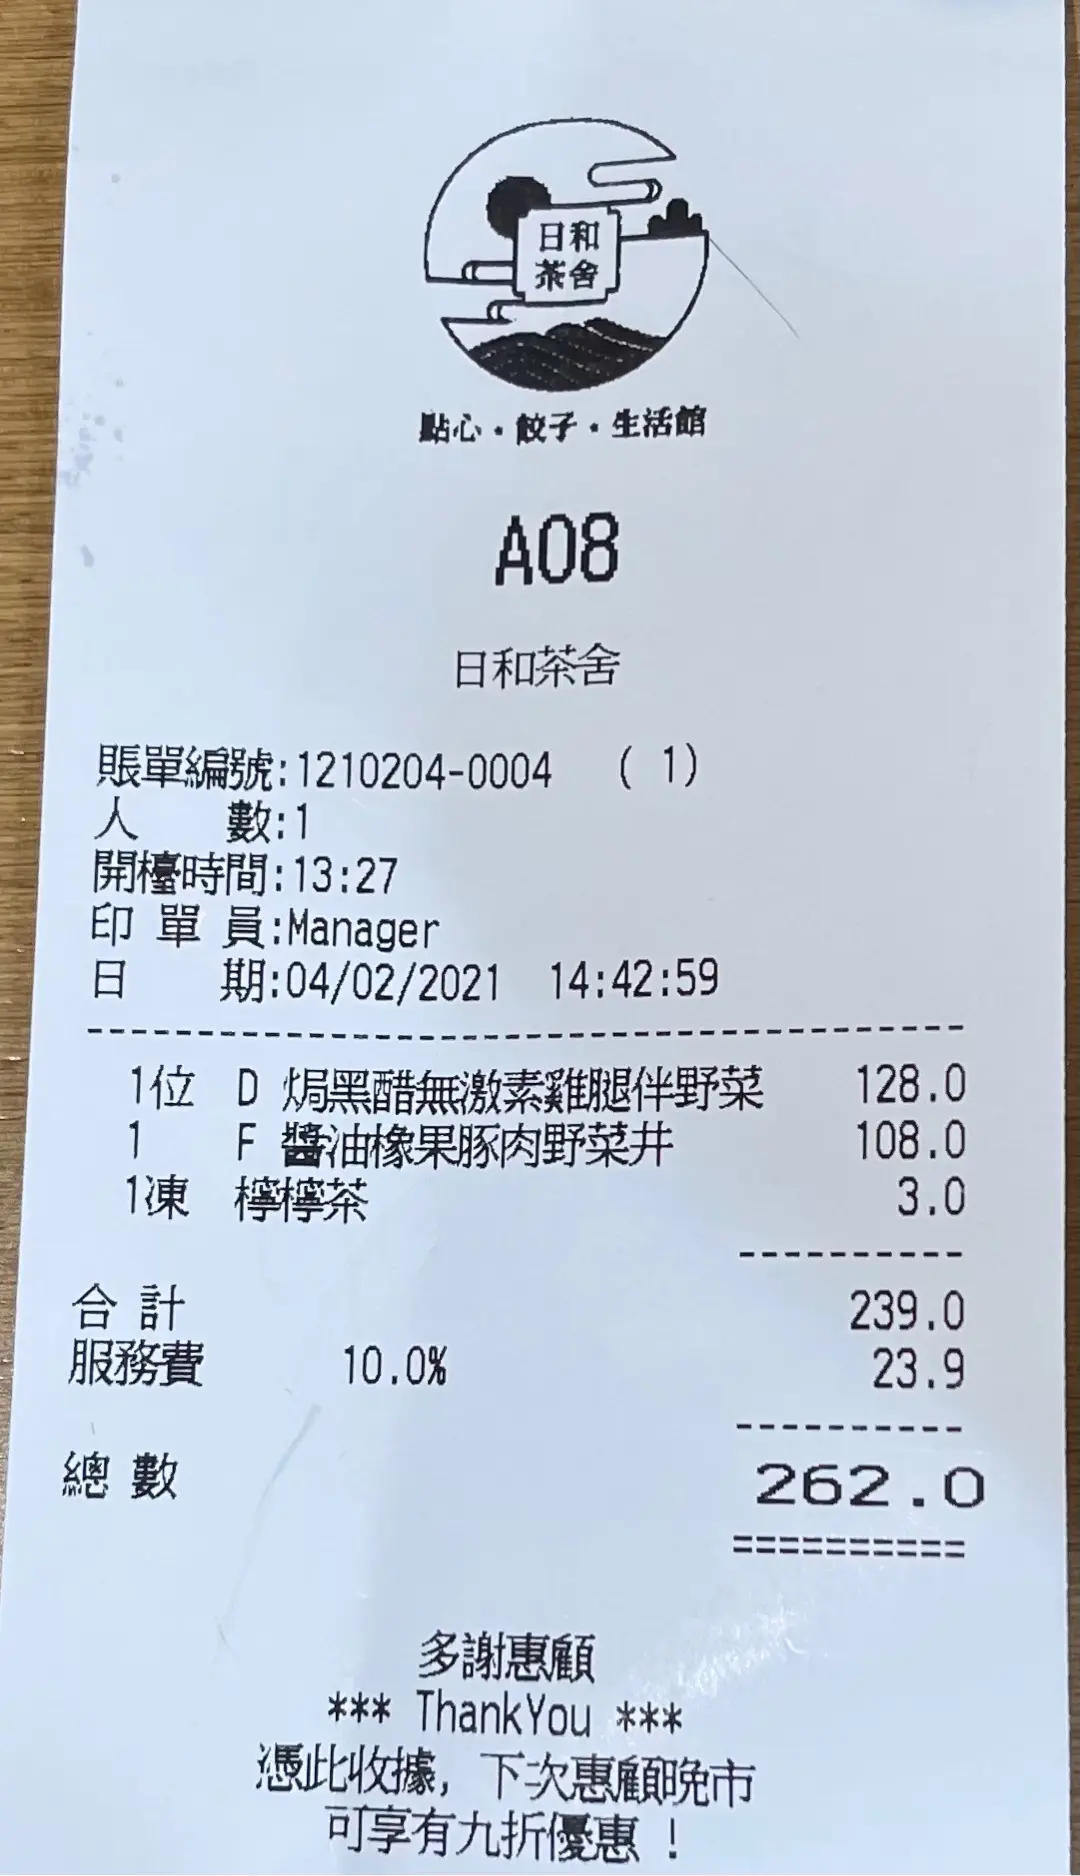 日和
茶舍
點心・餃子・生活館
A08
日和茶舍
賬單編號:1210204-0004 ( 1)
人 數:1
開檯時間:13:27
印 單 員:Manager
日 期:04/02/2021 14:42:59
1位 D 焗黑醋無激素雞腿伴野菜 128.0
1 F 醬油橡果豚肉野菜井 108.0
1凍 檸檸茶 3.0
合 計 239.0
服務費 10.0% 23.9
總 數 262.0
多謝惠顧
*** ThankYou ***
憑此收據, 下次惠顧晚市
可享有九折優惠 !